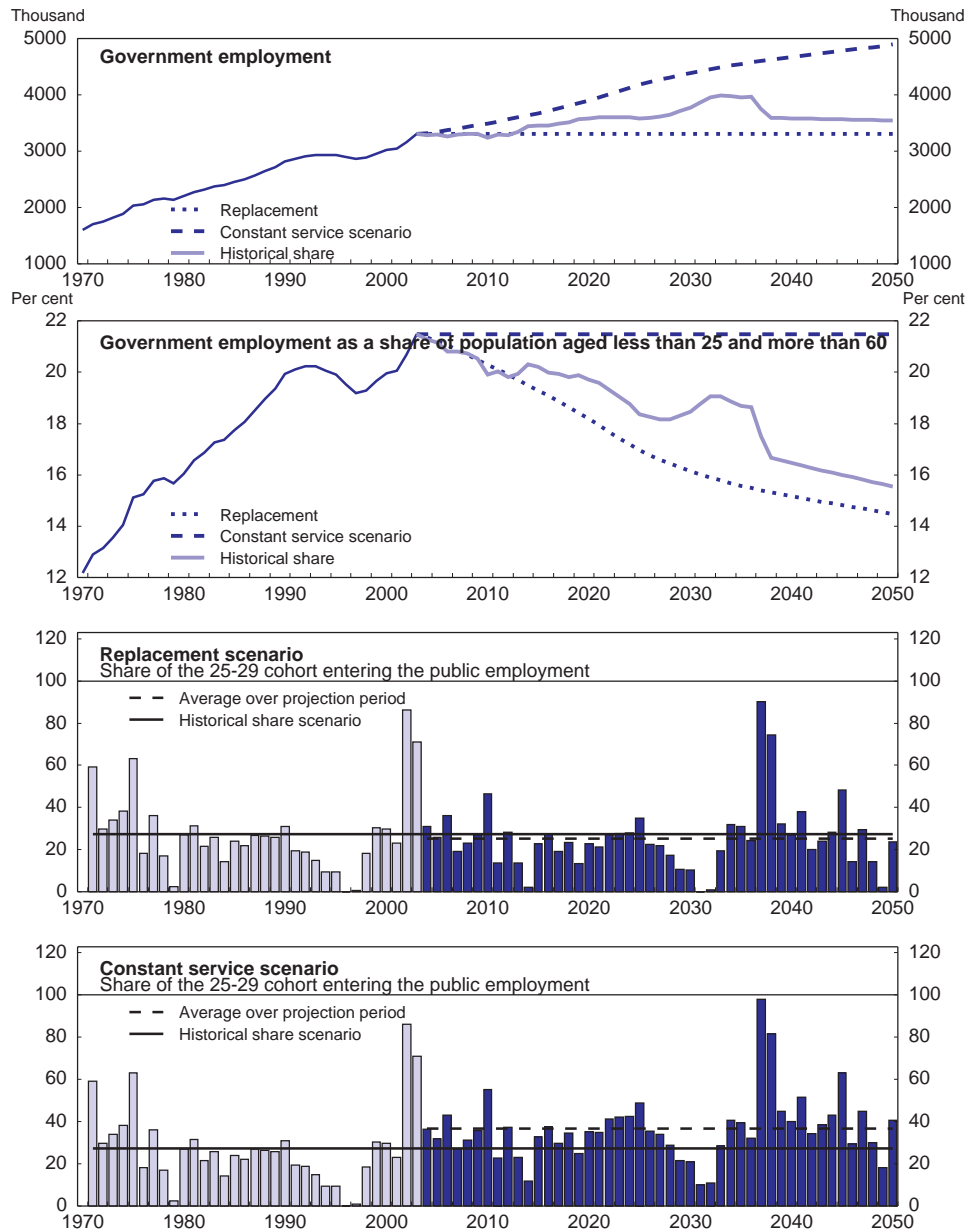 Thousand Thousand
5000 5000
Government employment
4000 4000
3000 3000
2000 2000
Replacement
Constant service scenario
Historical share
1000 1000
1970 1980 1990 2000 2010 2020 2030 2040 2050
Per cent Per cent
22 22
Government employment as a share of population aged less than 25 and more than 60
20 20
18 18
16 16
14 14
Replacement
Constant service scenario
Historical share
12 12
1970 1980 1990 2000 2010 2020 2030 2040 2050
120 120
Replacement scenario
Share of the 25-29 cohort entering the public employment
100 100
Average over projection period
Historical share scenario
80 80
60 60
40 40
20 20
0 0
1970 1980 1990 2000 2010 2020 2030 2040 2050
120 120
Constant service scenario
Share of the 25-29 cohort entering the public employment
100 100
Average over projection period
Historical share scenario
80 80
60 60
40 40
20 20
0 0
1970 1980 1990 2000 2010 2020 2030 2040 2050